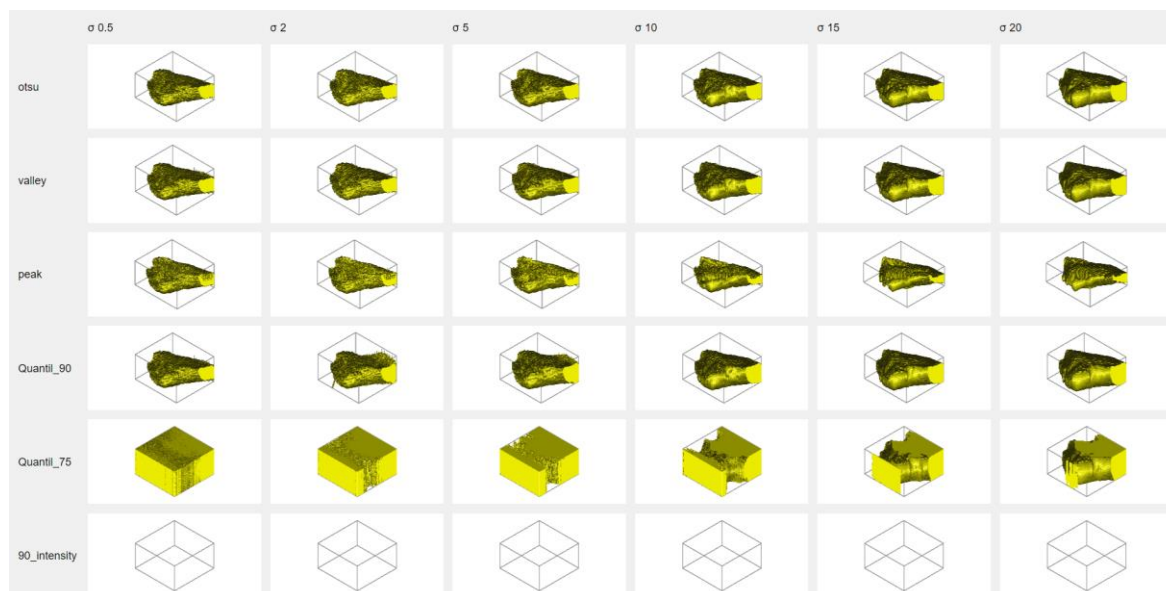 σ 0.5 σ 2 σ 5 σ 10 σ 15 σ 20
otsu
valley
peak
Quantil_90
Quantil_75
90_intensity